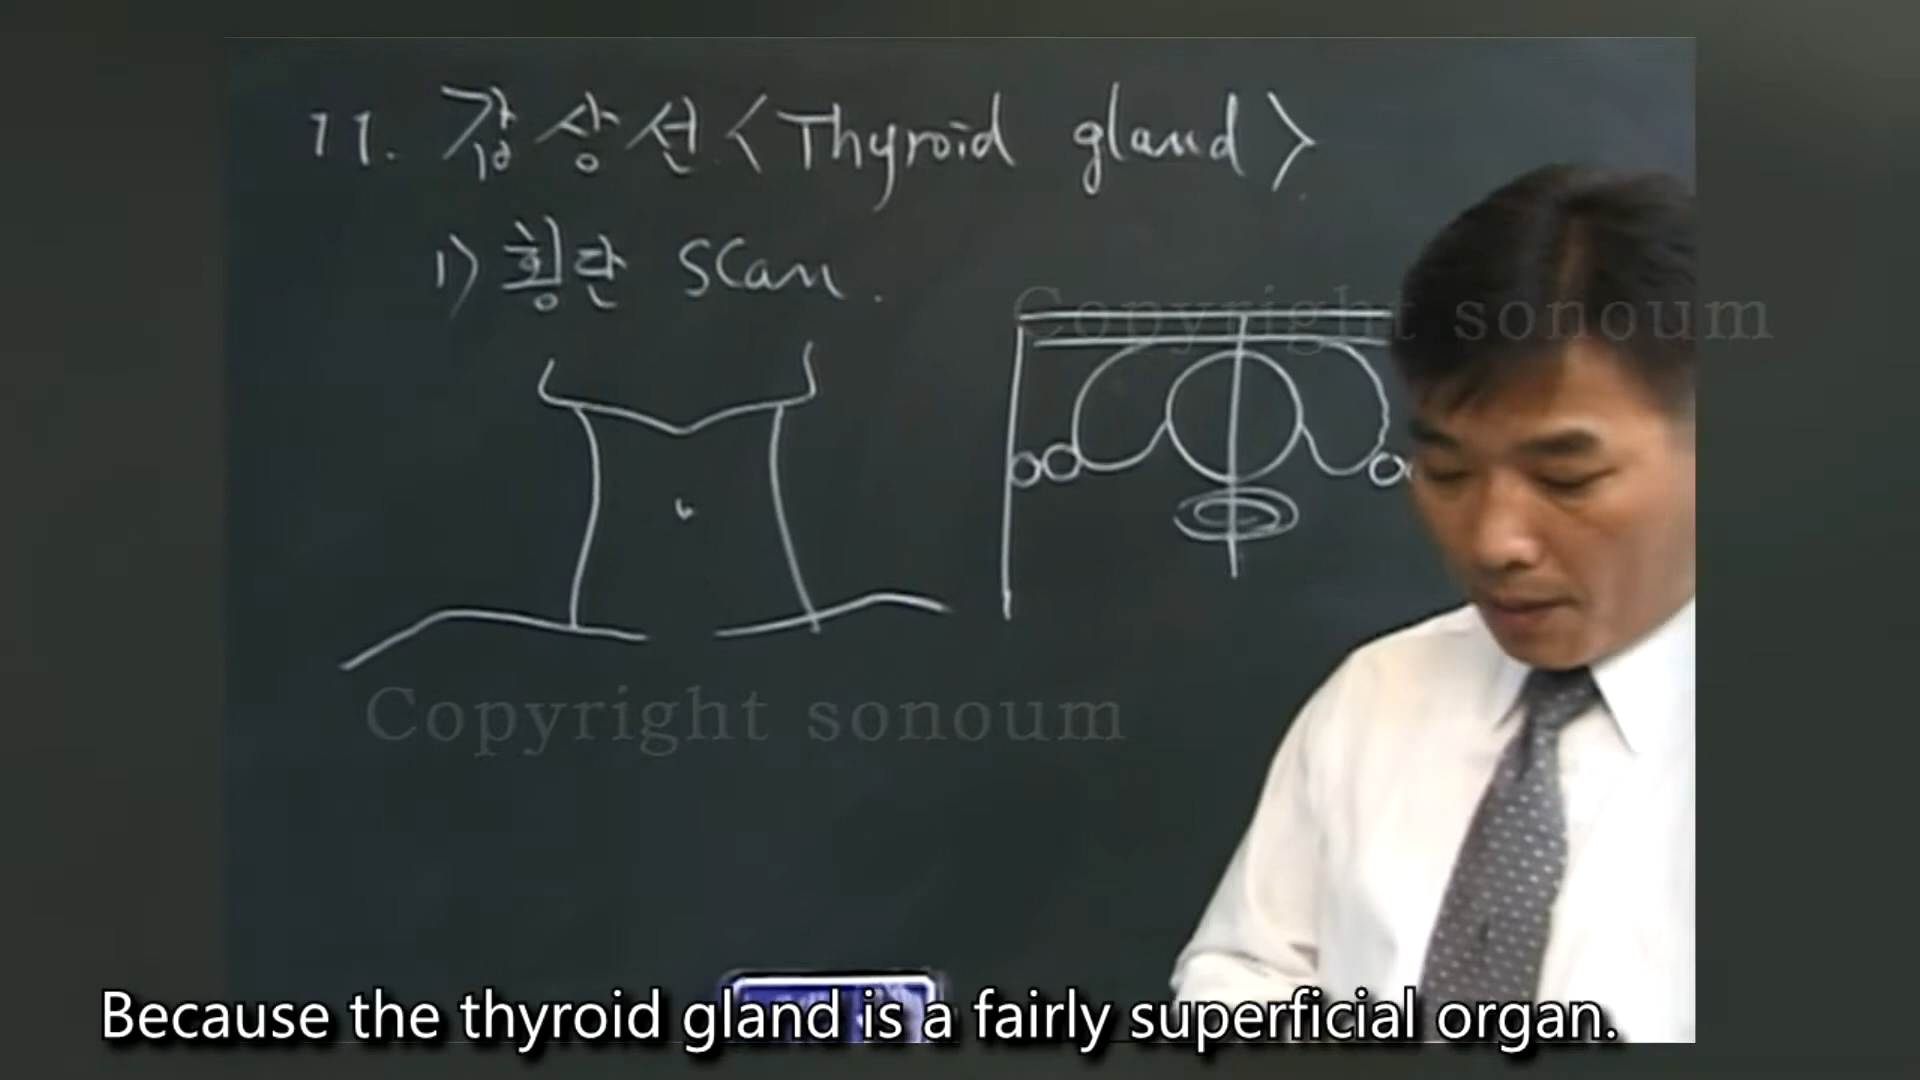 11. 갑상선 <Thyroid gland>
1) 횡단 scan.
Copyright sonoum
Copyright sonoum
Because the thyroid gland is a fairly superficial organ.